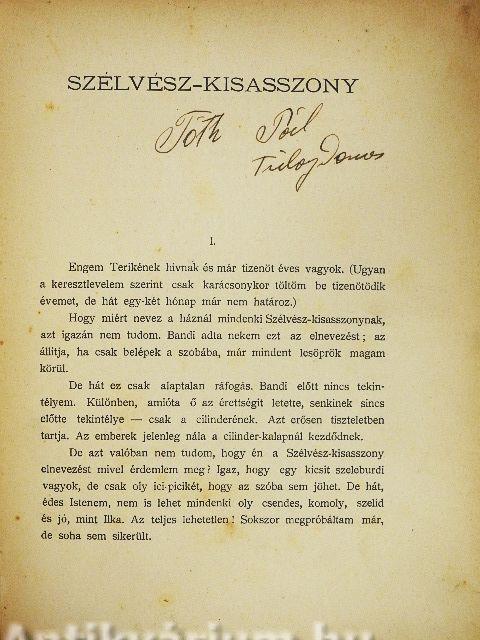 SZÉLVÉSZ-KISASSZONY
Tóth Pál
I.
Engem Terikének hivnak és már tizenöt éves vagyok. (Ugyan
a keresztlevelem szerint csak karácsonykor töltöm be tizenötödik
évemet, de hát egy-két hónap már nem határoz.)
Hogy miért nevez a háznál mindenki Szélvész-kisasszonynak,
azt igazán nem tudom. Bandi adta nekem ezt az elnevezést; az
állitja, ha csak belépek a szobába, már mindent lesöprök magam
körül.
De hát ez csak alaptalan ráfogás. Bandi előtt nincs tekin-
télyem. Különben, amióta ő az érettségit letette, senkinek sincs
előtte tekintélye — csak a cilinderének. Azt erősen tiszteletben
tartja. Az emberek jelenleg nála a cilinder-kalapnál kezdődnek.
De azt valóban nem tudom, hogy én a Szélvész-kisasszony
elnevezést mivel érdemlem meg? Igaz, hogy egy kicsit szeleburdi
vagyok, de csak oly ici-picikét, hogy az szóba sem jöhet. De hát,
édes Istenem, nem is lehet mindenki oly csendes, komoly, szelid
és jó, mint Ilka. Az teljes lehetetlen! Sokszor megpróbáltam már,
de soha sem sikerült.
Antikvárium.hu